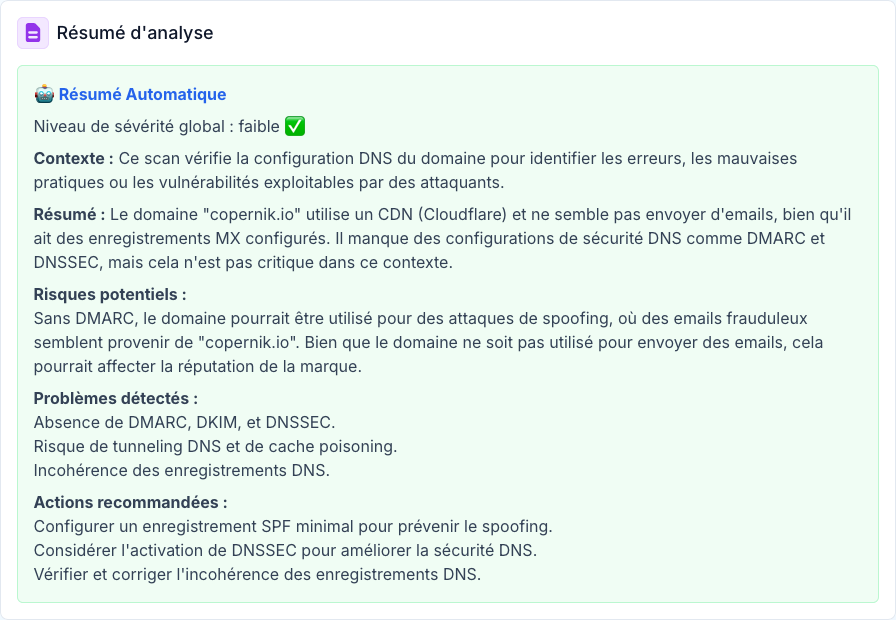 Résumé d'analyse
🤖 Résumé Automatique
Niveau de sévérité global : faible ✅
Contexte : Ce scan vérifie la configuration DNS du domaine pour identifier les erreurs, les mauvaises
pratiques ou les vulnérabilités exploitables par des attaquants.
Résumé : Le domaine "copernik.io" utilise un CDN (Cloudflare) et ne semble pas envoyer d'emails, bien qu'il
ait des enregistrements MX configurés. Il manque des configurations de sécurité DNS comme DMARC et
DNSSEC, mais cela n'est pas critique dans ce contexte.
Risques potentiels :
Sans DMARC, le domaine pourrait être utilisé pour des attaques de spoofing, où des emails frauduleux
semblent provenir de "copernik.io". Bien que le domaine ne soit pas utilisé pour envoyer des emails, cela
pourrait affecter la réputation de la marque.
Problèmes détectés :
Absence de DMARC, DKIM, et DNSSEC.
Risque de tunneling DNS et de cache poisoning.
Incohérence des enregistrements DNS.
Actions recommandées :
Configurer un enregistrement SPF minimal pour prévenir le spoofing.
Considérer l'activation de DNSSEC pour améliorer la sécurité DNS.
Vérifier et corriger l'incohérence des enregistrements DNS.